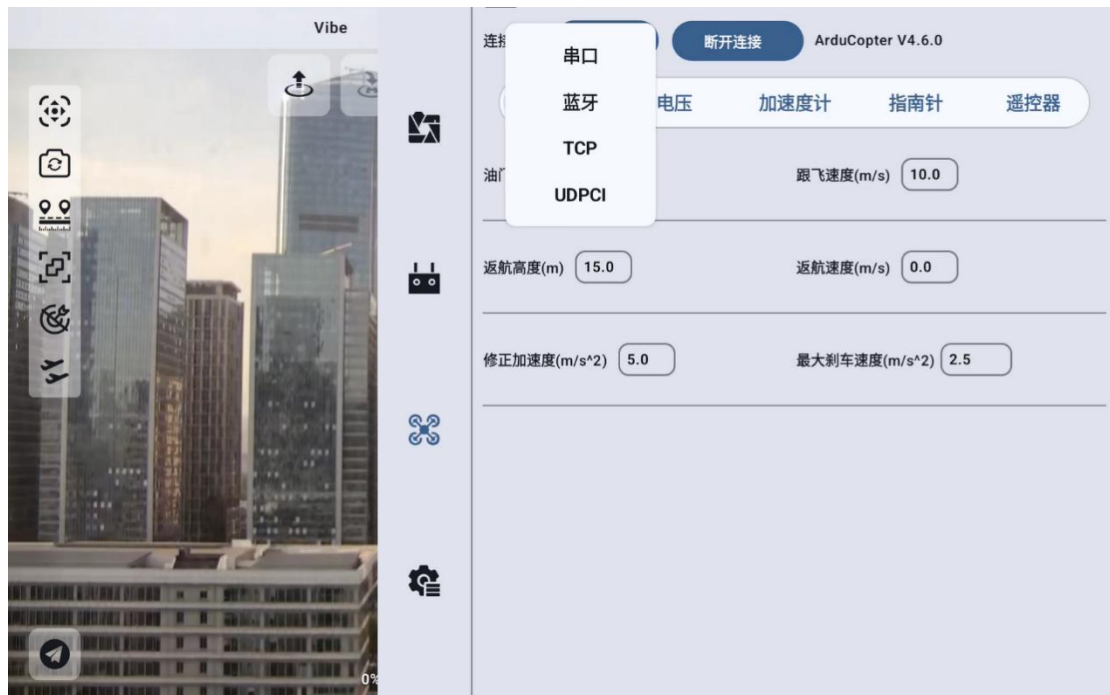 Vibe
连接
断开连接
ArduCopter V4.6.0
串口
蓝牙
TCP
UDPCI
电压
加速度计
指南针
遥控器
油门
跟飞速度(m/s) 10.0
返航高度(m) 15.0
返航速度(m/s) 0.0
修正加速度(m/s^2) 5.0
最大刹车速度(m/s^2) 2.5
0%